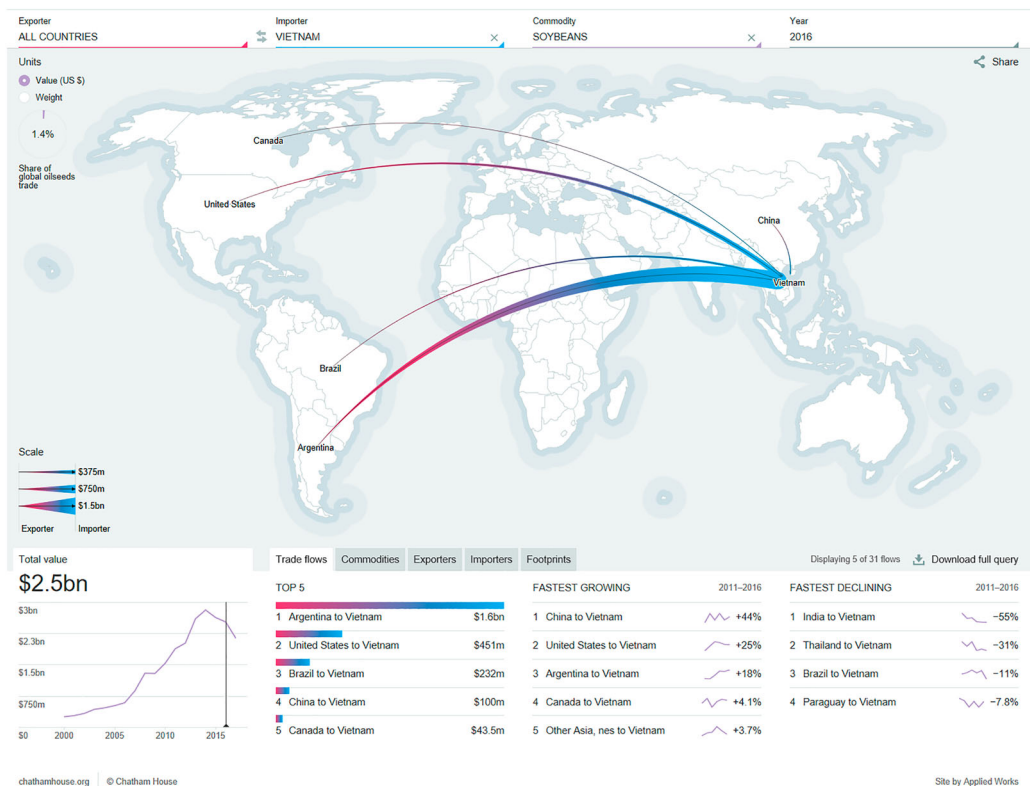 Exporter
ALL COUNTRIES
Importer
VIETNAM
Commodity
SOYBEANS
Year
2016
Units
Value (US $)
Weight
1.4%
Share of
global oilseeds
trade
Share
Canada
United States
China
Vietnam
Brazil
Argentina
Scale
$375m
$750m
$1.5bn
Exporter
Importer
Total value
$2.5bn
$3bn
$2.3bn
$1.5bn
$750m
$0
2000
2005
2010
2015
Trade flows
Commodities
Exporters
Importers
Footprints
Displaying 5 of 31 flows
Download full query
TOP 5
1 Argentina to Vietnam $1.6bn
2 United States to Vietnam $451m
3 Brazil to Vietnam $232m
4 China to Vietnam $100m
5 Canada to Vietnam $43.5m
FASTEST GROWING 2011–2016
1 China to Vietnam +44%
2 United States to Vietnam +25%
3 Argentina to Vietnam +18%
4 Canada to Vietnam +4.1%
5 Other Asia, nes to Vietnam +3.7%
FASTEST DECLINING 2011–2016
1 India to Vietnam −55%
2 Thailand to Vietnam −31%
3 Brazil to Vietnam −11%
4 Paraguay to Vietnam −7.8%
chathamhouse.org
© Chatham House
Site by Applied Works